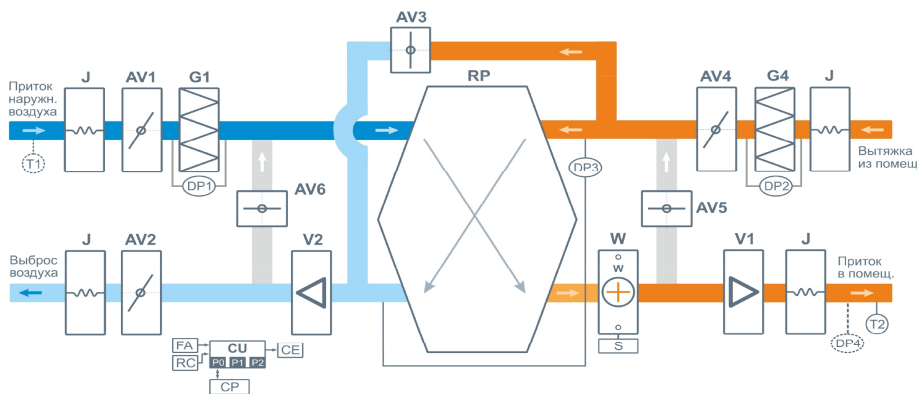 AV3
J
AV1
G1
RP
AV4
G4
J
Приток
наружн.
воздуха
T1
DP1
DP3
DP2
Вытяжка
из помещ
AV6
AV5
Выброс
воздуха
J
AV2
V2
W
w
V1
J
Приток
в помещ.
S
DP4
T2
FA
RC
CU
P0 P1 P2
CE
CP